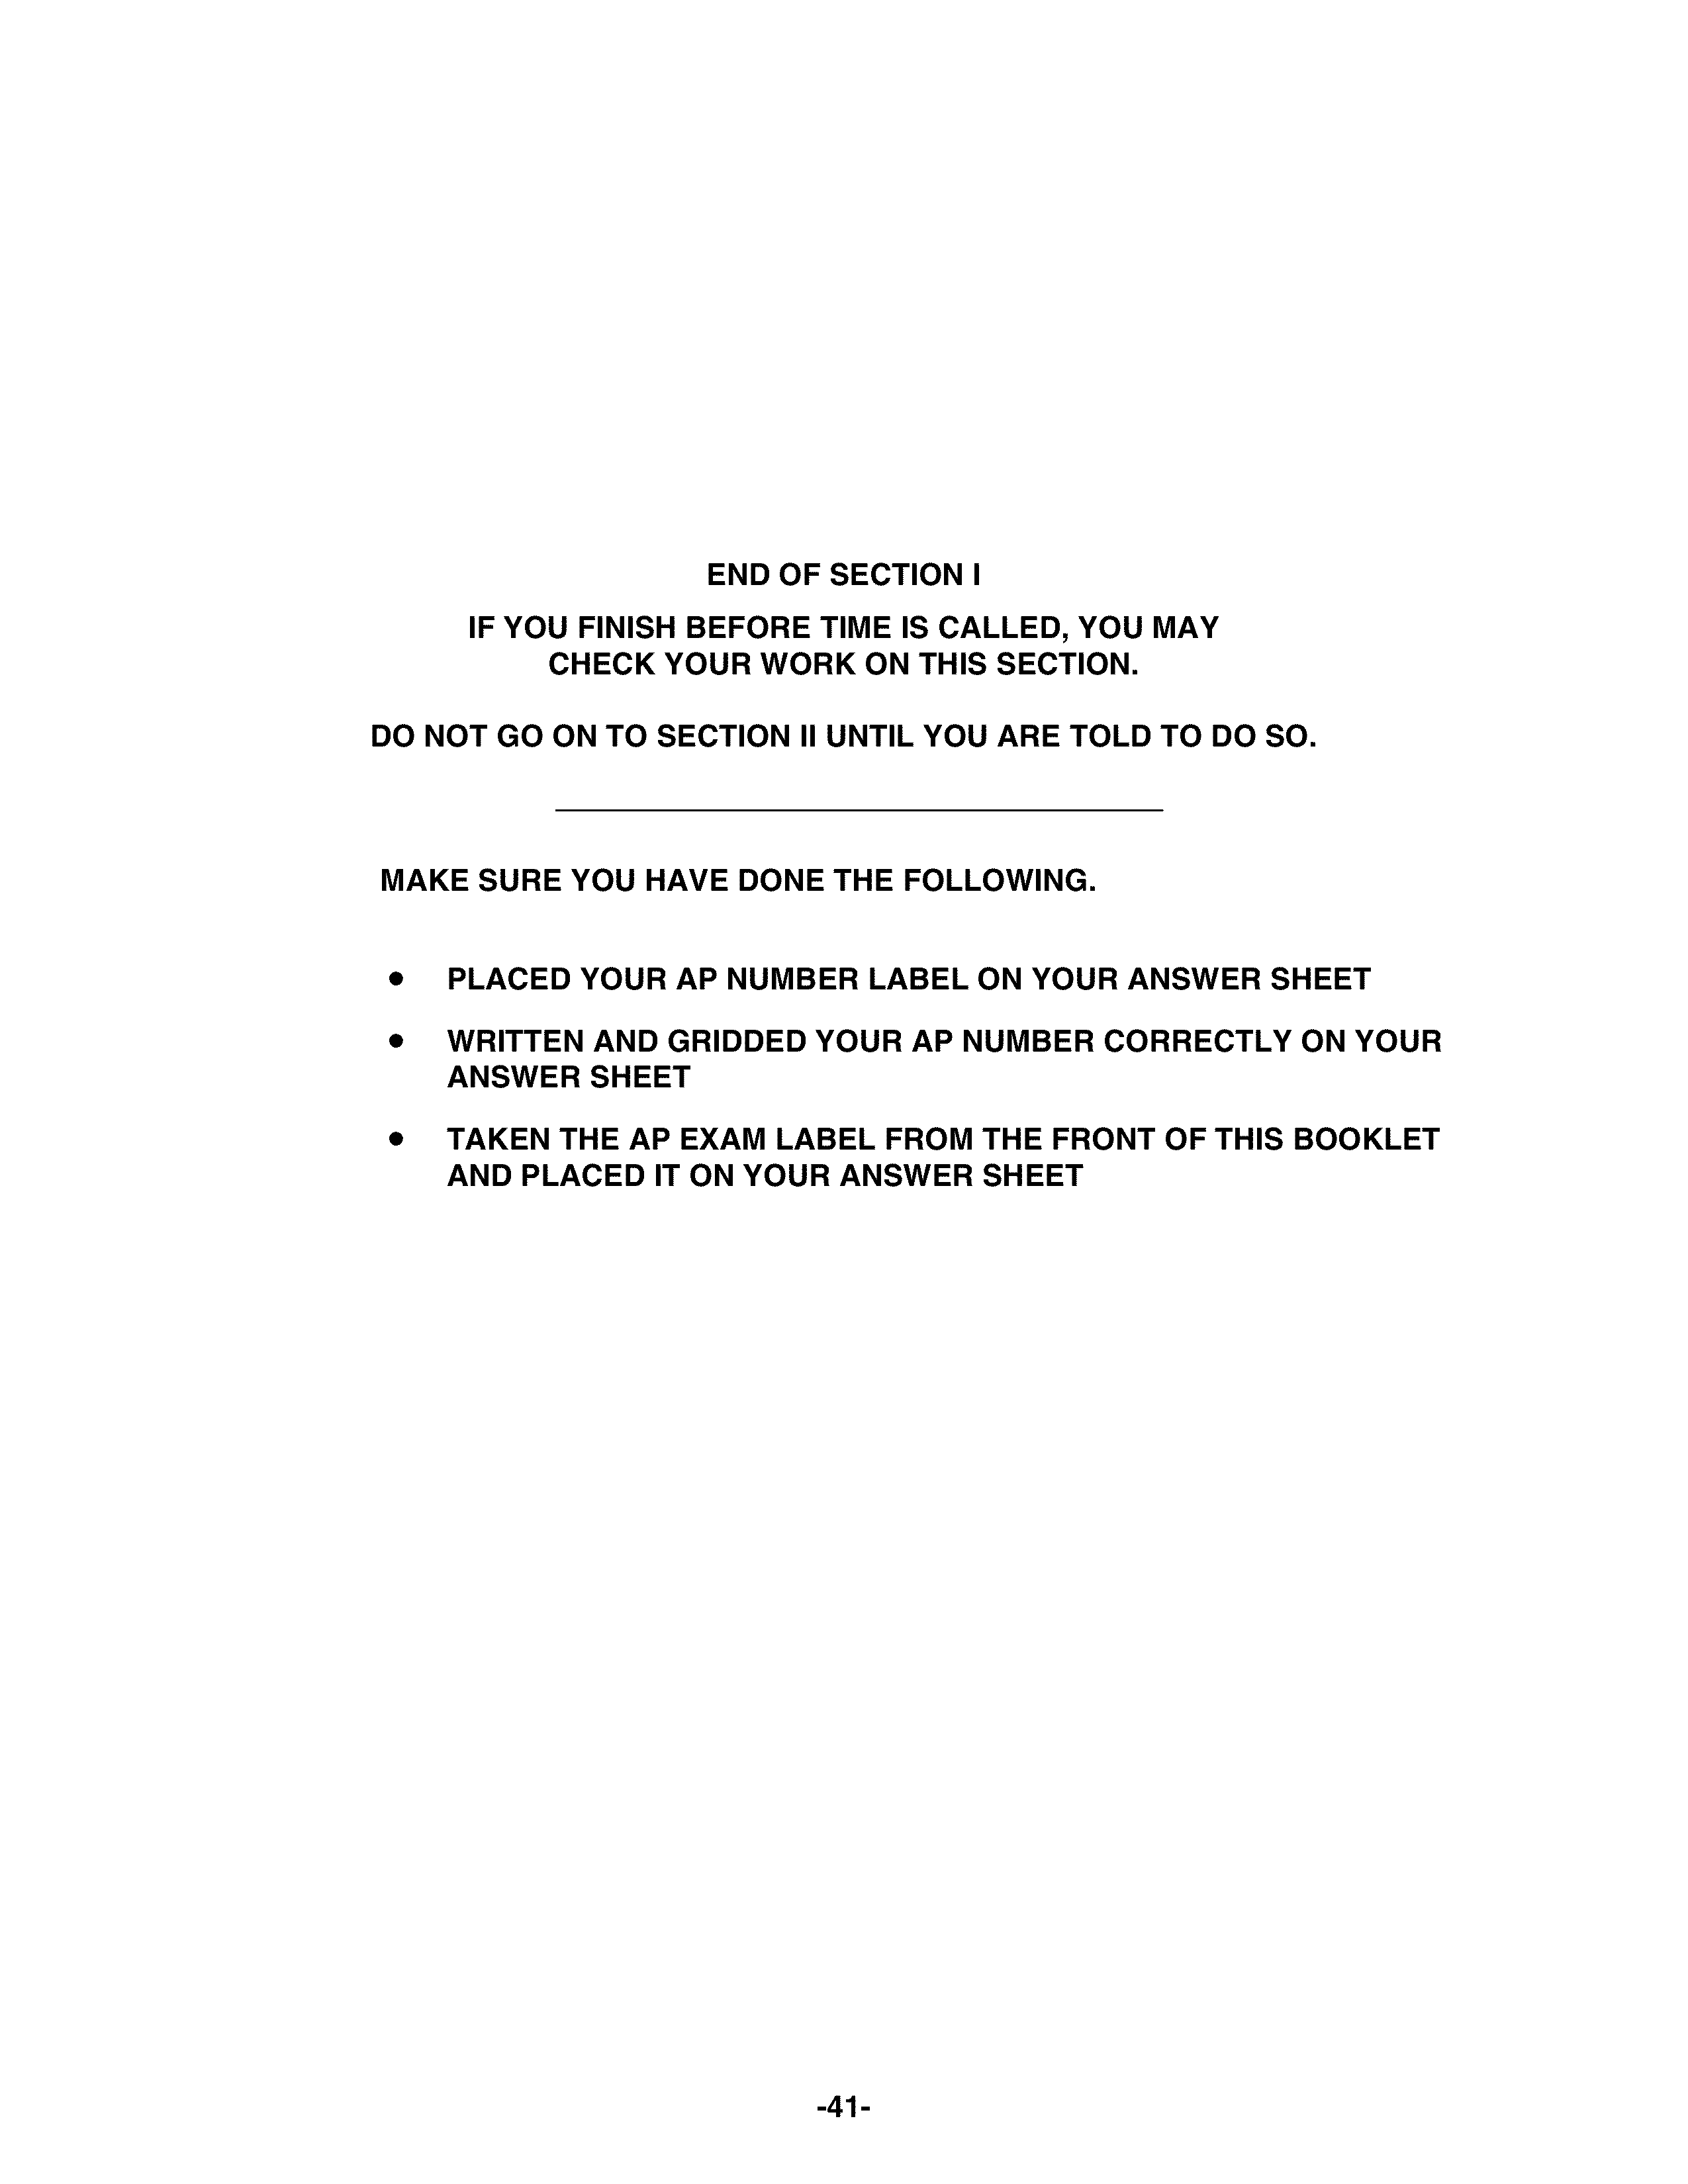 END OF SECTION I
IF YOU FINISH BEFORE TIME IS CALLED, YOU MAY
CHECK YOUR WORK ON THIS SECTION.
DO NOT GO ON TO SECTION II UNTIL YOU ARE TOLD TO DO SO.
MAKE SURE YOU HAVE DONE THE FOLLOWING.
• PLACED YOUR AP NUMBER LABEL ON YOUR ANSWER SHEET
• WRITTEN AND GRIDDED YOUR AP NUMBER CORRECTLY ON YOUR
ANSWER SHEET
• TAKEN THE AP EXAM LABEL FROM THE FRONT OF THIS BOOKLET
AND PLACED IT ON YOUR ANSWER SHEET
-41-